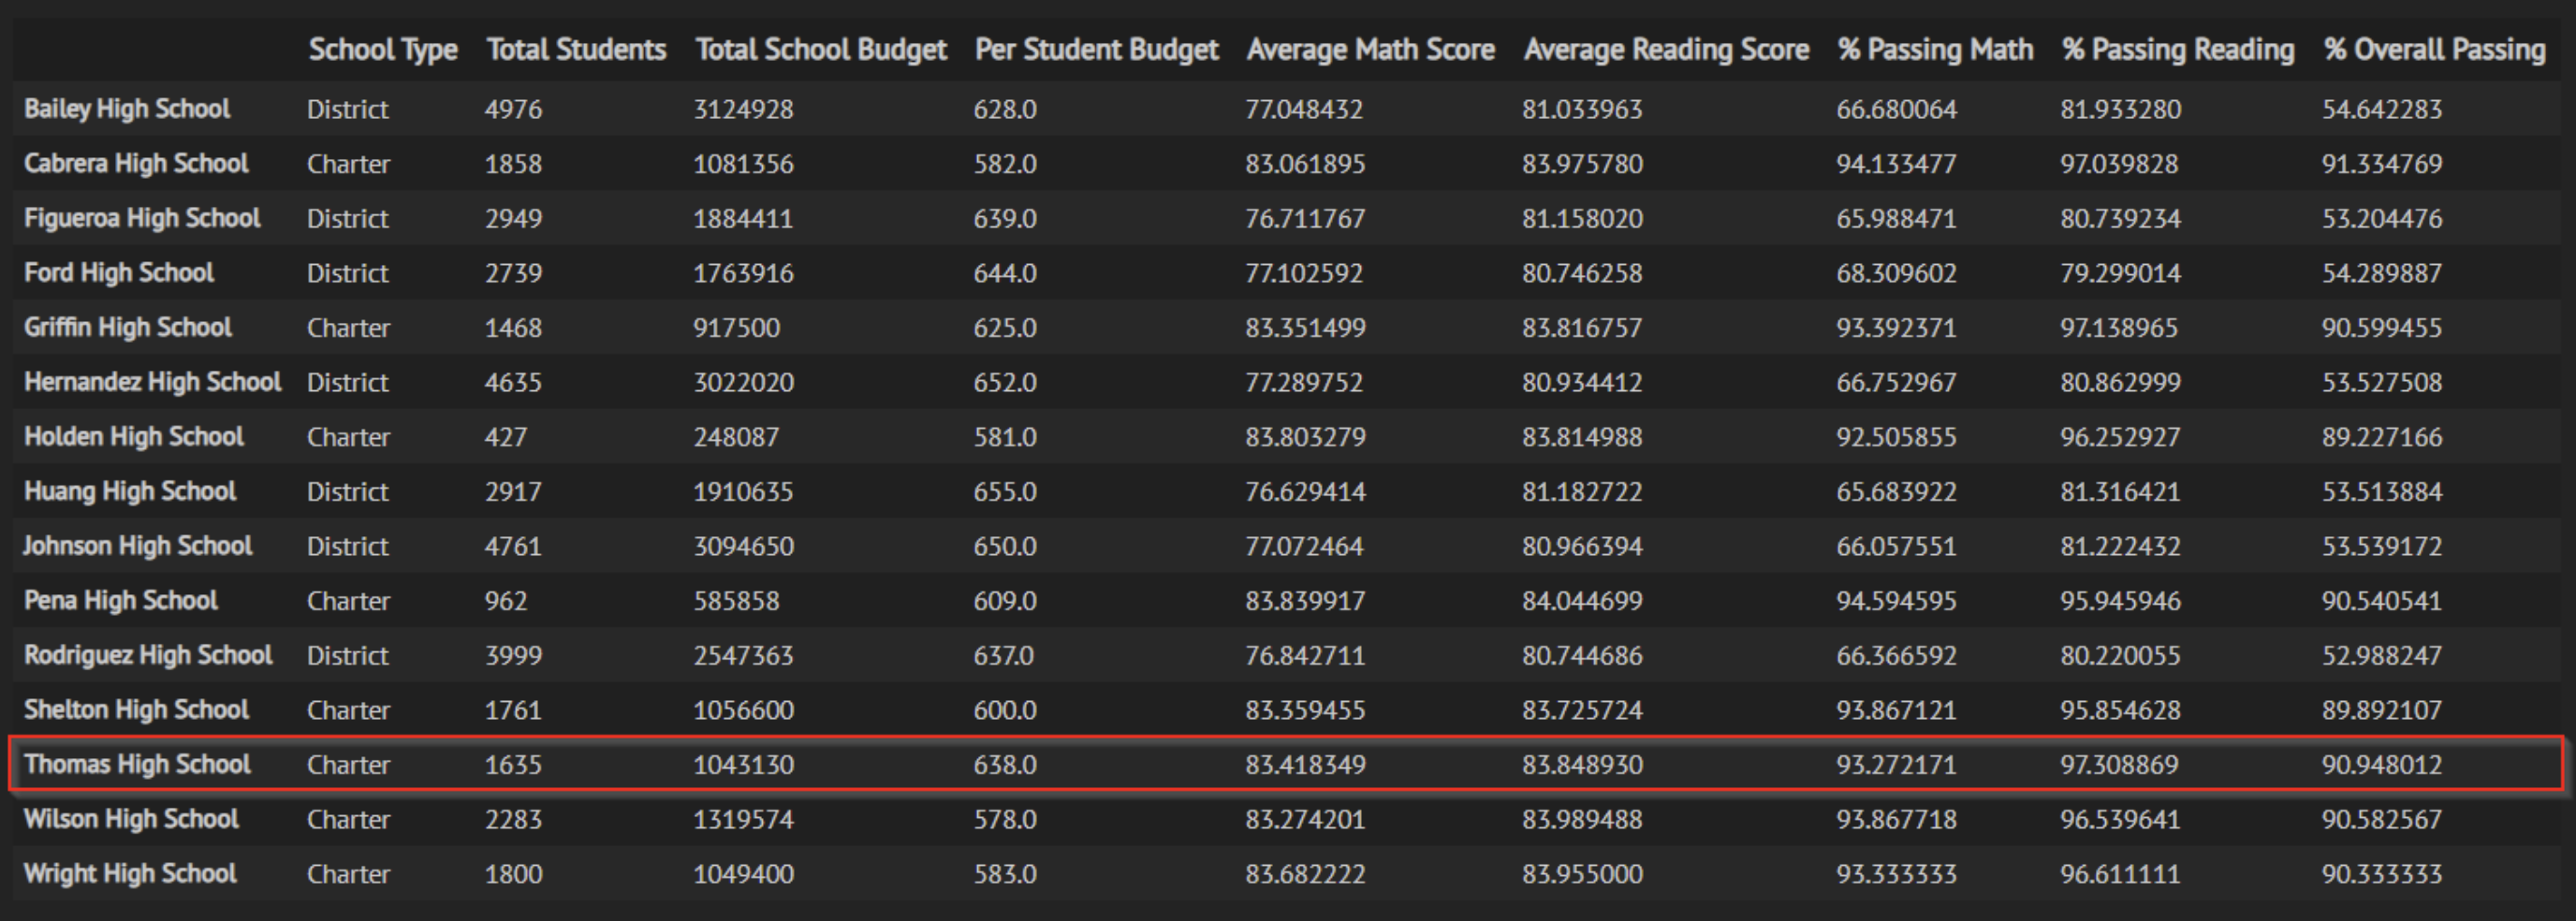 School Type Total Students Total School Budget Per Student Budget Average Math Score Average Reading Score % Passing Math % Passing Reading % Overall Passing
Bailey High School District 4976 3124928 628.0 77.048432 81.033963 66.680064 81.933280 54.642283
Cabrera High School Charter 1858 1081356 582.0 83.061895 83.975780 94.133477 97.039828 91.334769
Figueroa High School District 2949 1884411 639.0 76.711767 81.158020 65.988471 80.739234 53.204476
Ford High School District 2739 1763916 644.0 77.102592 80.746258 68.309602 79.299014 54.289887
Griffin High School Charter 1468 917500 625.0 83.351499 83.816757 93.392371 97.138965 90.599455
Hernandez High School District 4635 3022020 652.0 77.289752 80.934412 66.752967 80.862999 53.527508
Holden High School Charter 427 248087 581.0 83.803279 83.814988 92.505855 96.252927 89.227166
Huang High School District 2917 1910635 655.0 76.629414 81.182722 65.683922 81.316421 53.513884
Johnson High School District 4761 3094650 650.0 77.072464 80.966394 66.057551 81.222432 53.539172
Pena High School Charter 962 585858 609.0 83.839917 84.044699 94.594595 95.945946 90.540541
Rodriguez High School District 3999 2547363 637.0 76.842711 80.744686 66.366592 80.220055 52.988247
Shelton High School Charter 1761 1056600 600.0 83.359455 83.725724 93.867121 95.854628 89.892107
Thomas High School Charter 1635 1043130 638.0 83.418349 83.848930 93.272171 97.308869 90.948012
Wilson High School Charter 2283 1319574 578.0 83.274201 83.989488 93.867718 96.539641 90.582567
Wright High School Charter 1800 1049400 583.0 83.682222 83.955000 93.333333 96.611111 90.333333